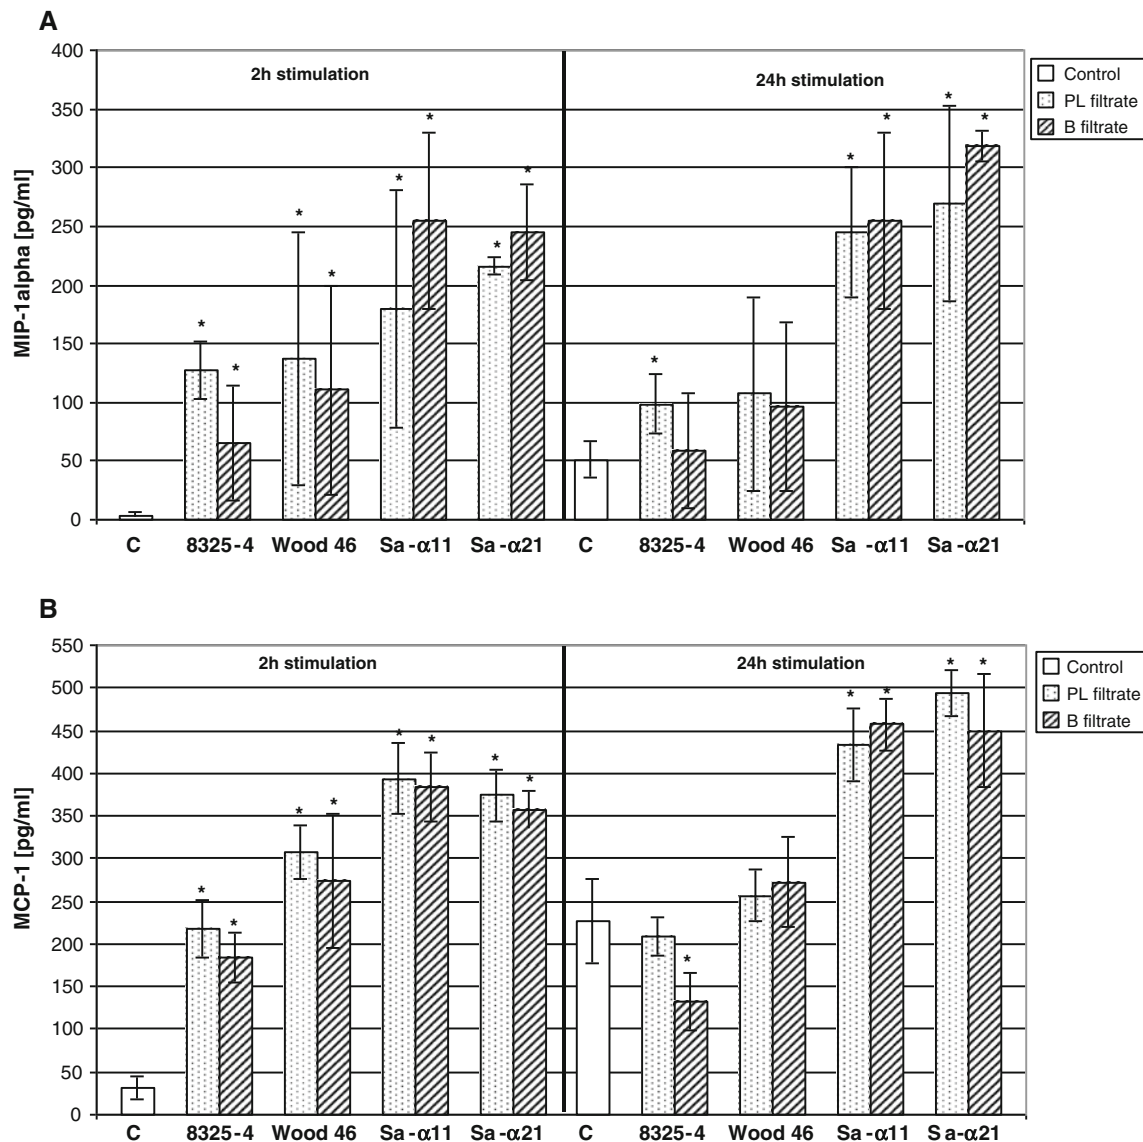 A
400
350
300
250
200
150
100
50
0
MIP-1alpha [pg/ml]
2h stimulation
24h stimulation
* * * * * * * *
* * * * *
C 8325-4 Wood 46 Sa-α11 Sa-α21 C 8325-4 Wood 46 Sa -α11 Sa-α21
Control
PL filtrate
B filtrate
B
550
500
450
400
350
300
250
200
150
100
50
0
MCP-1 [pg/ml]
2h stimulation
24h stimulation
* * * * * * * *
* * * * *
C 8325-4 Wood 46 Sa-α11 Sa-α21 C 8325-4 Wood 46 Sa-α11 Sa-α21
Control
PL filtrate
B filtrate